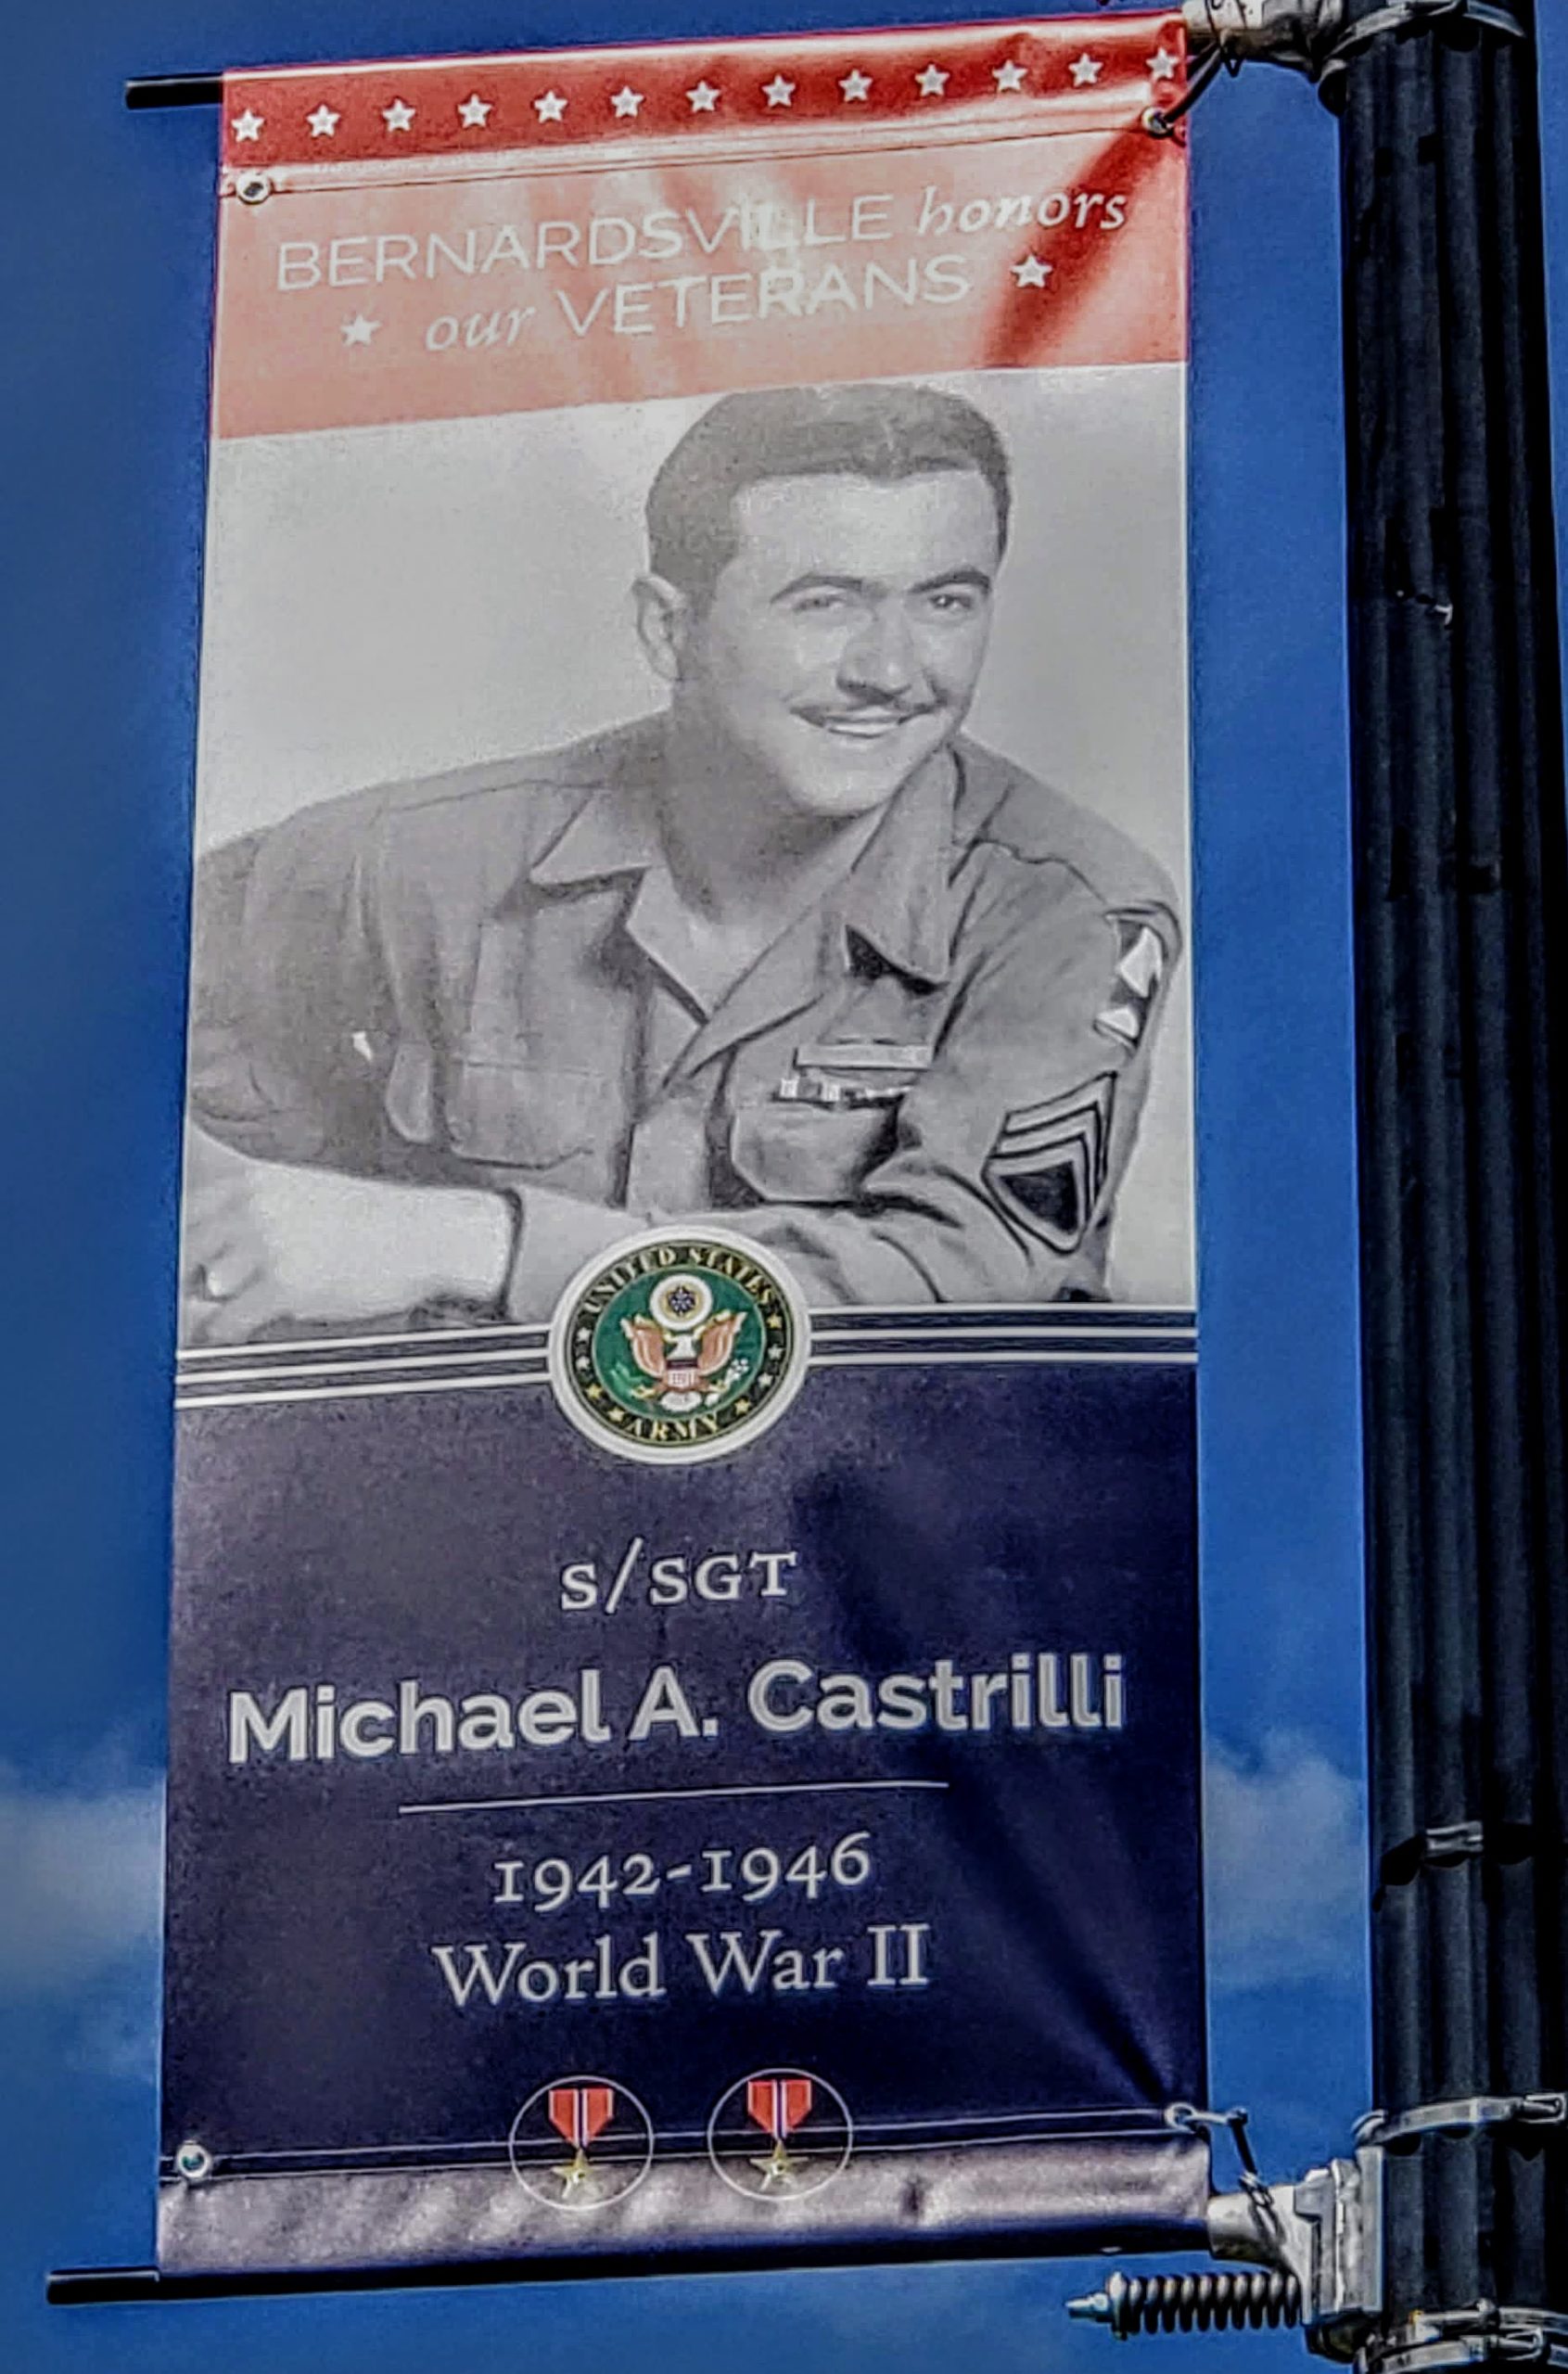 BERNARDSVILLE honors
our VETERANS
UNITED STATES
ARMY
S/SGT
Michael A. Castrilli
1942-1946
World War II